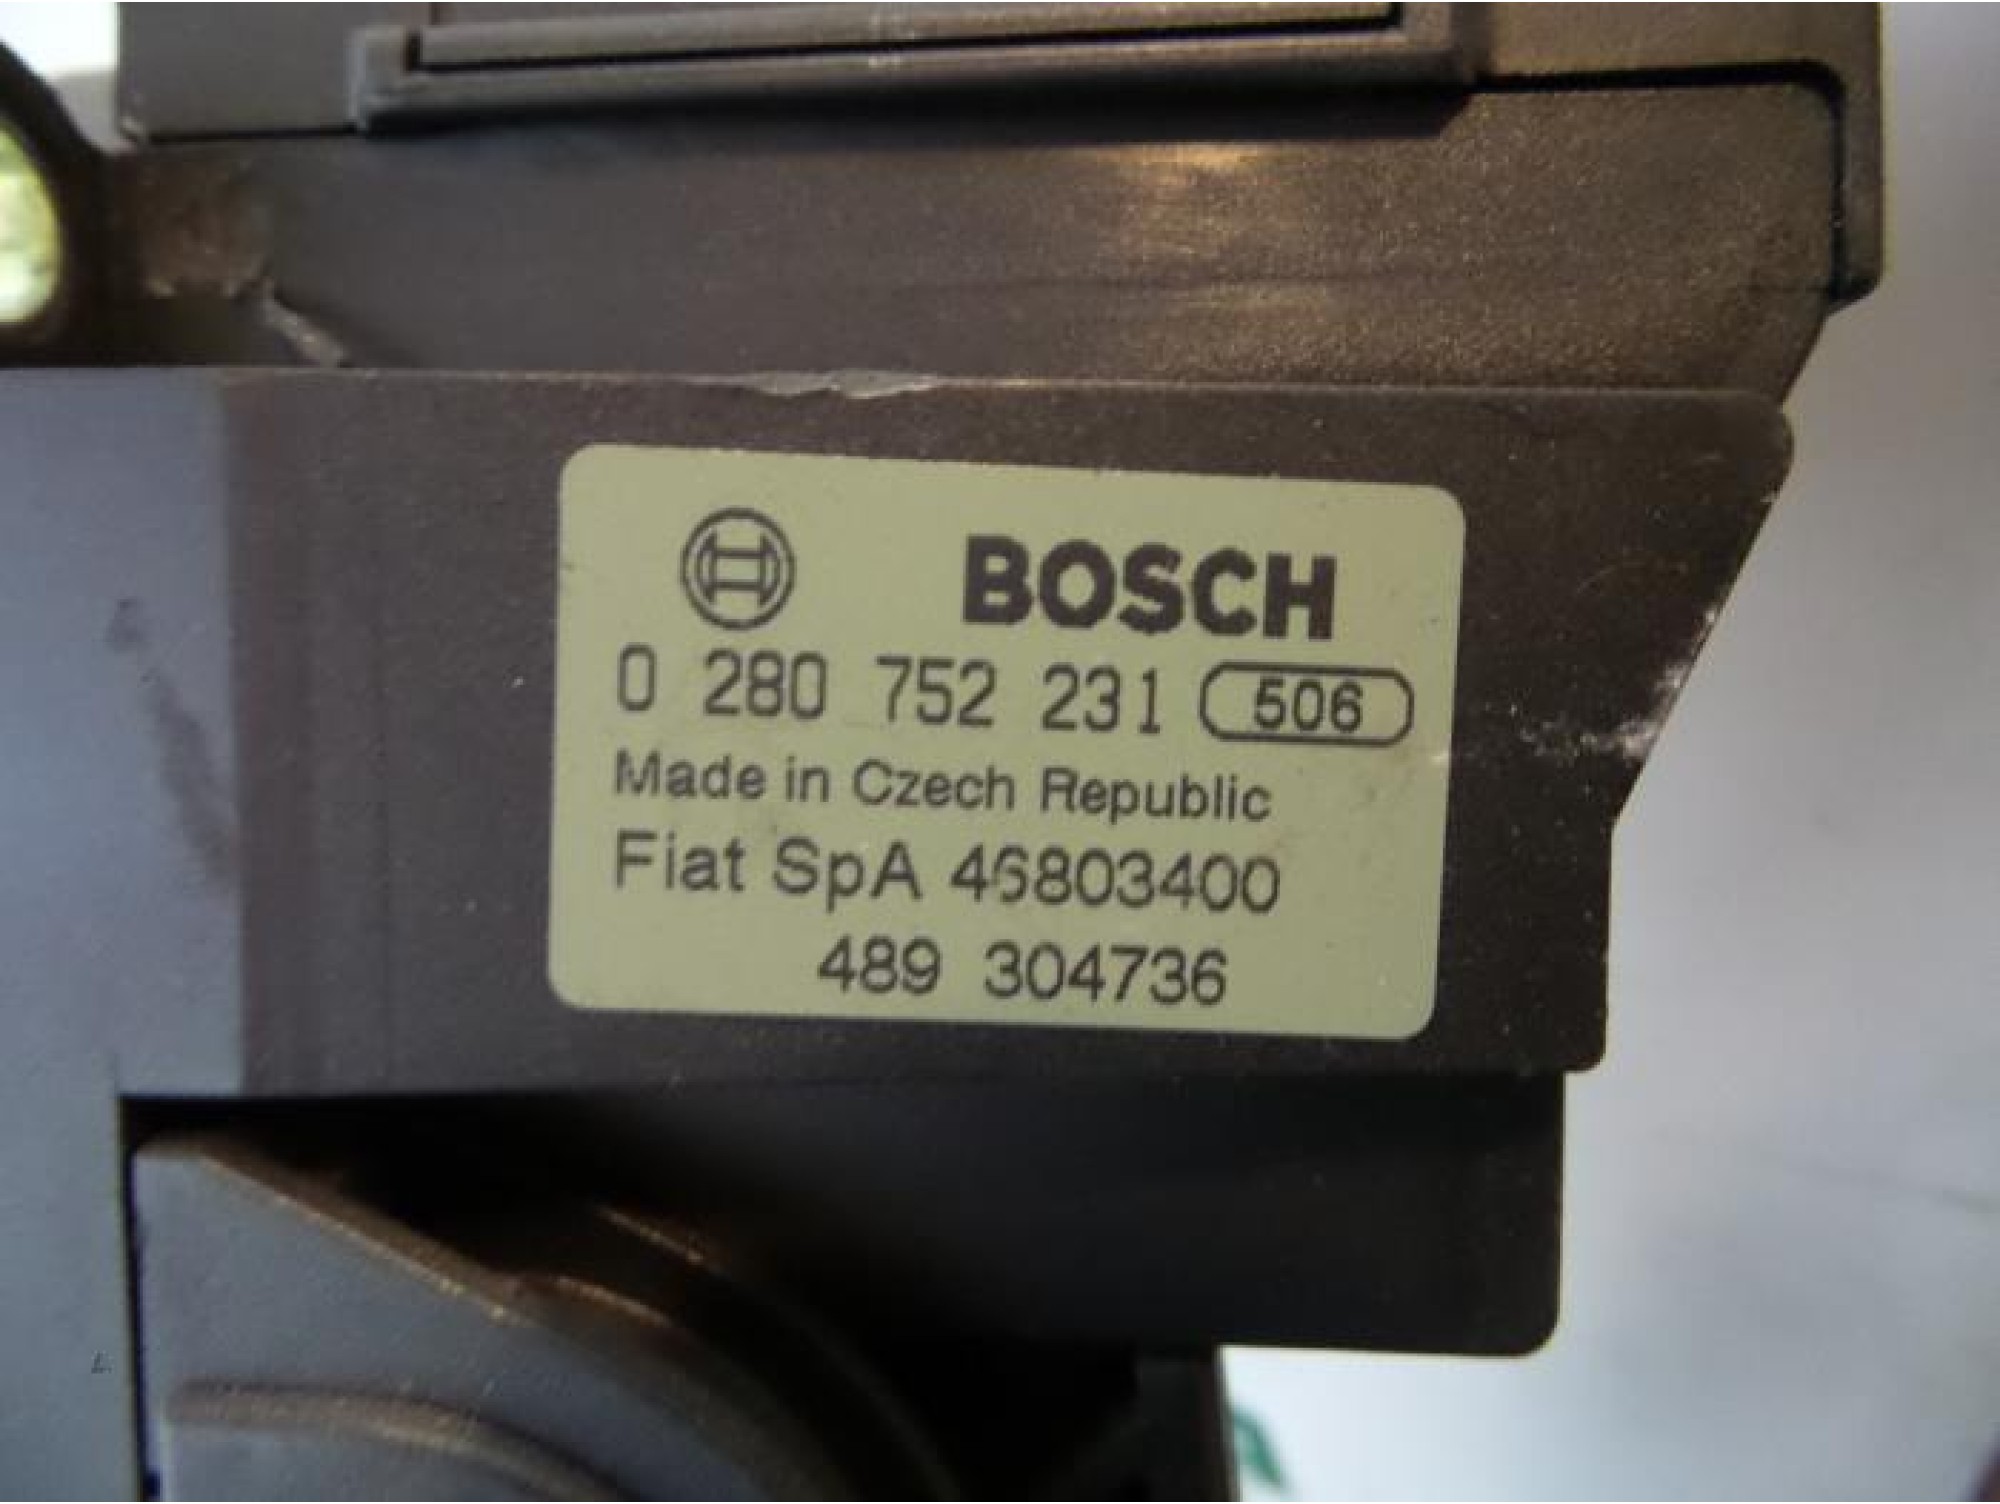 BOSCH
0 280 752 231 506
Made in Czech Republic
Fiat SpA 46803400
489 304736